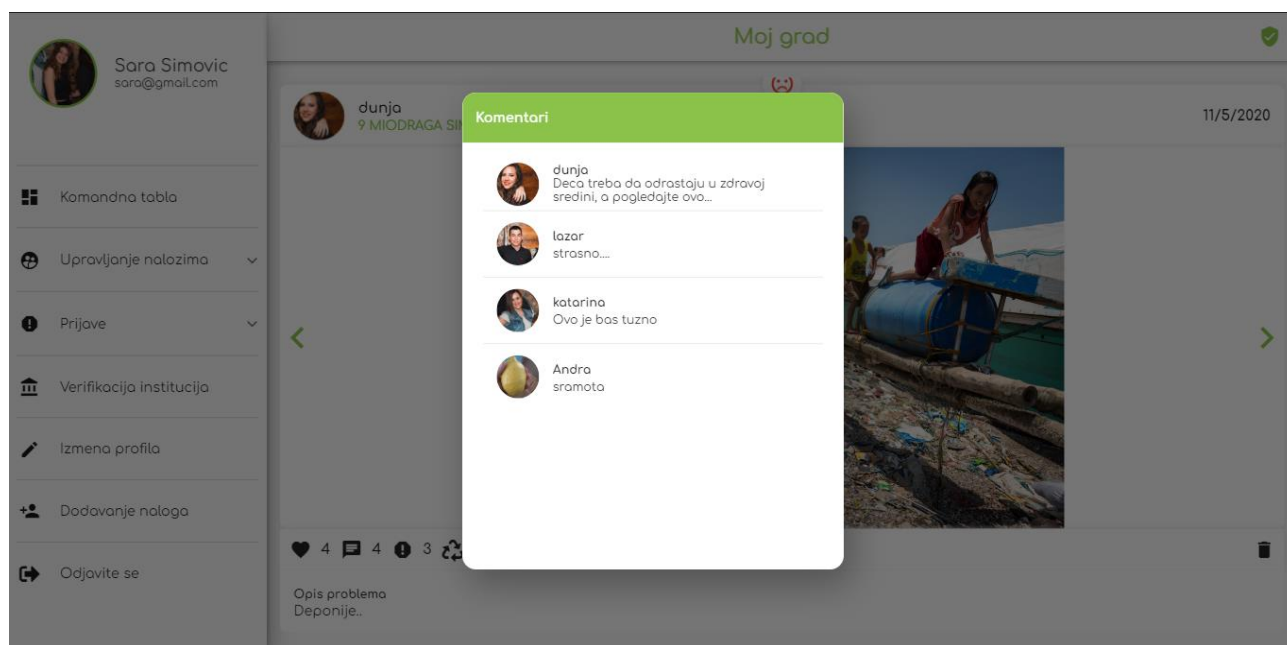 Sara Simovic
sara@gmail.com
Komandna tabla
Upravljanje nalozima
Prijave
Verifikacija institucija
Izmena profila
Dodavanje naloga
Odjavite se
Moj grad
dunja
9 MIODRAGA
11/5/2020
Komentari
dunja
Deca treba da odrastaju u zdravoj
sredini, a pogledajte ovo...
lazar
strasno....
katarina
Ovo je bas tuzno
Andra
sramota
4 4 3
Opis problema
Deponije..